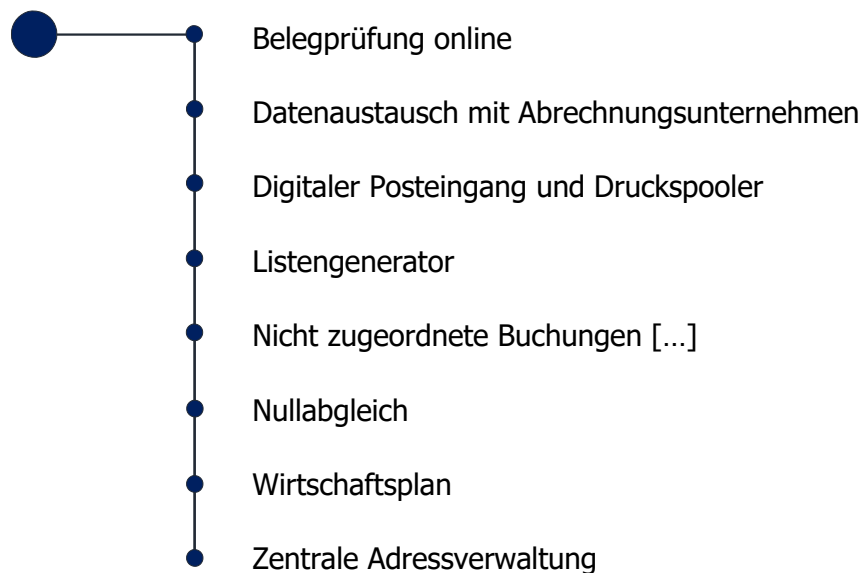 Belegprüfung online
Datenaustausch mit Abrechnungsunternehmen
Digitaler Posteingang und Druckspooler
Listengenerator
Nicht zugeordnete Buchungen [...]
Nullabgleich
Wirtschaftsplan
Zentrale Adressverwaltung